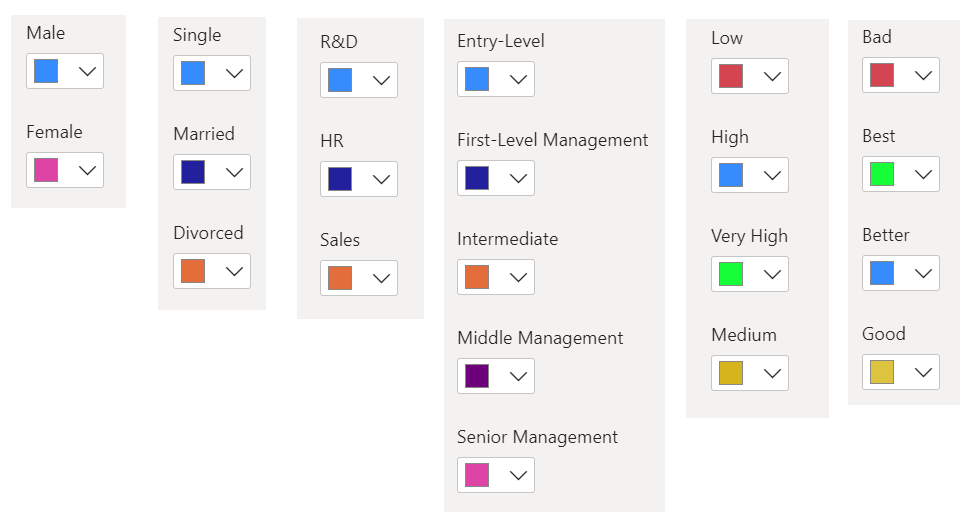 Male
Female
Single
Married
Divorced
R&D
HR
Sales
Entry-Level
First-Level Management
Intermediate
Middle Management
Senior Management
Low
High
Very High
Medium
Bad
Best
Better
Good